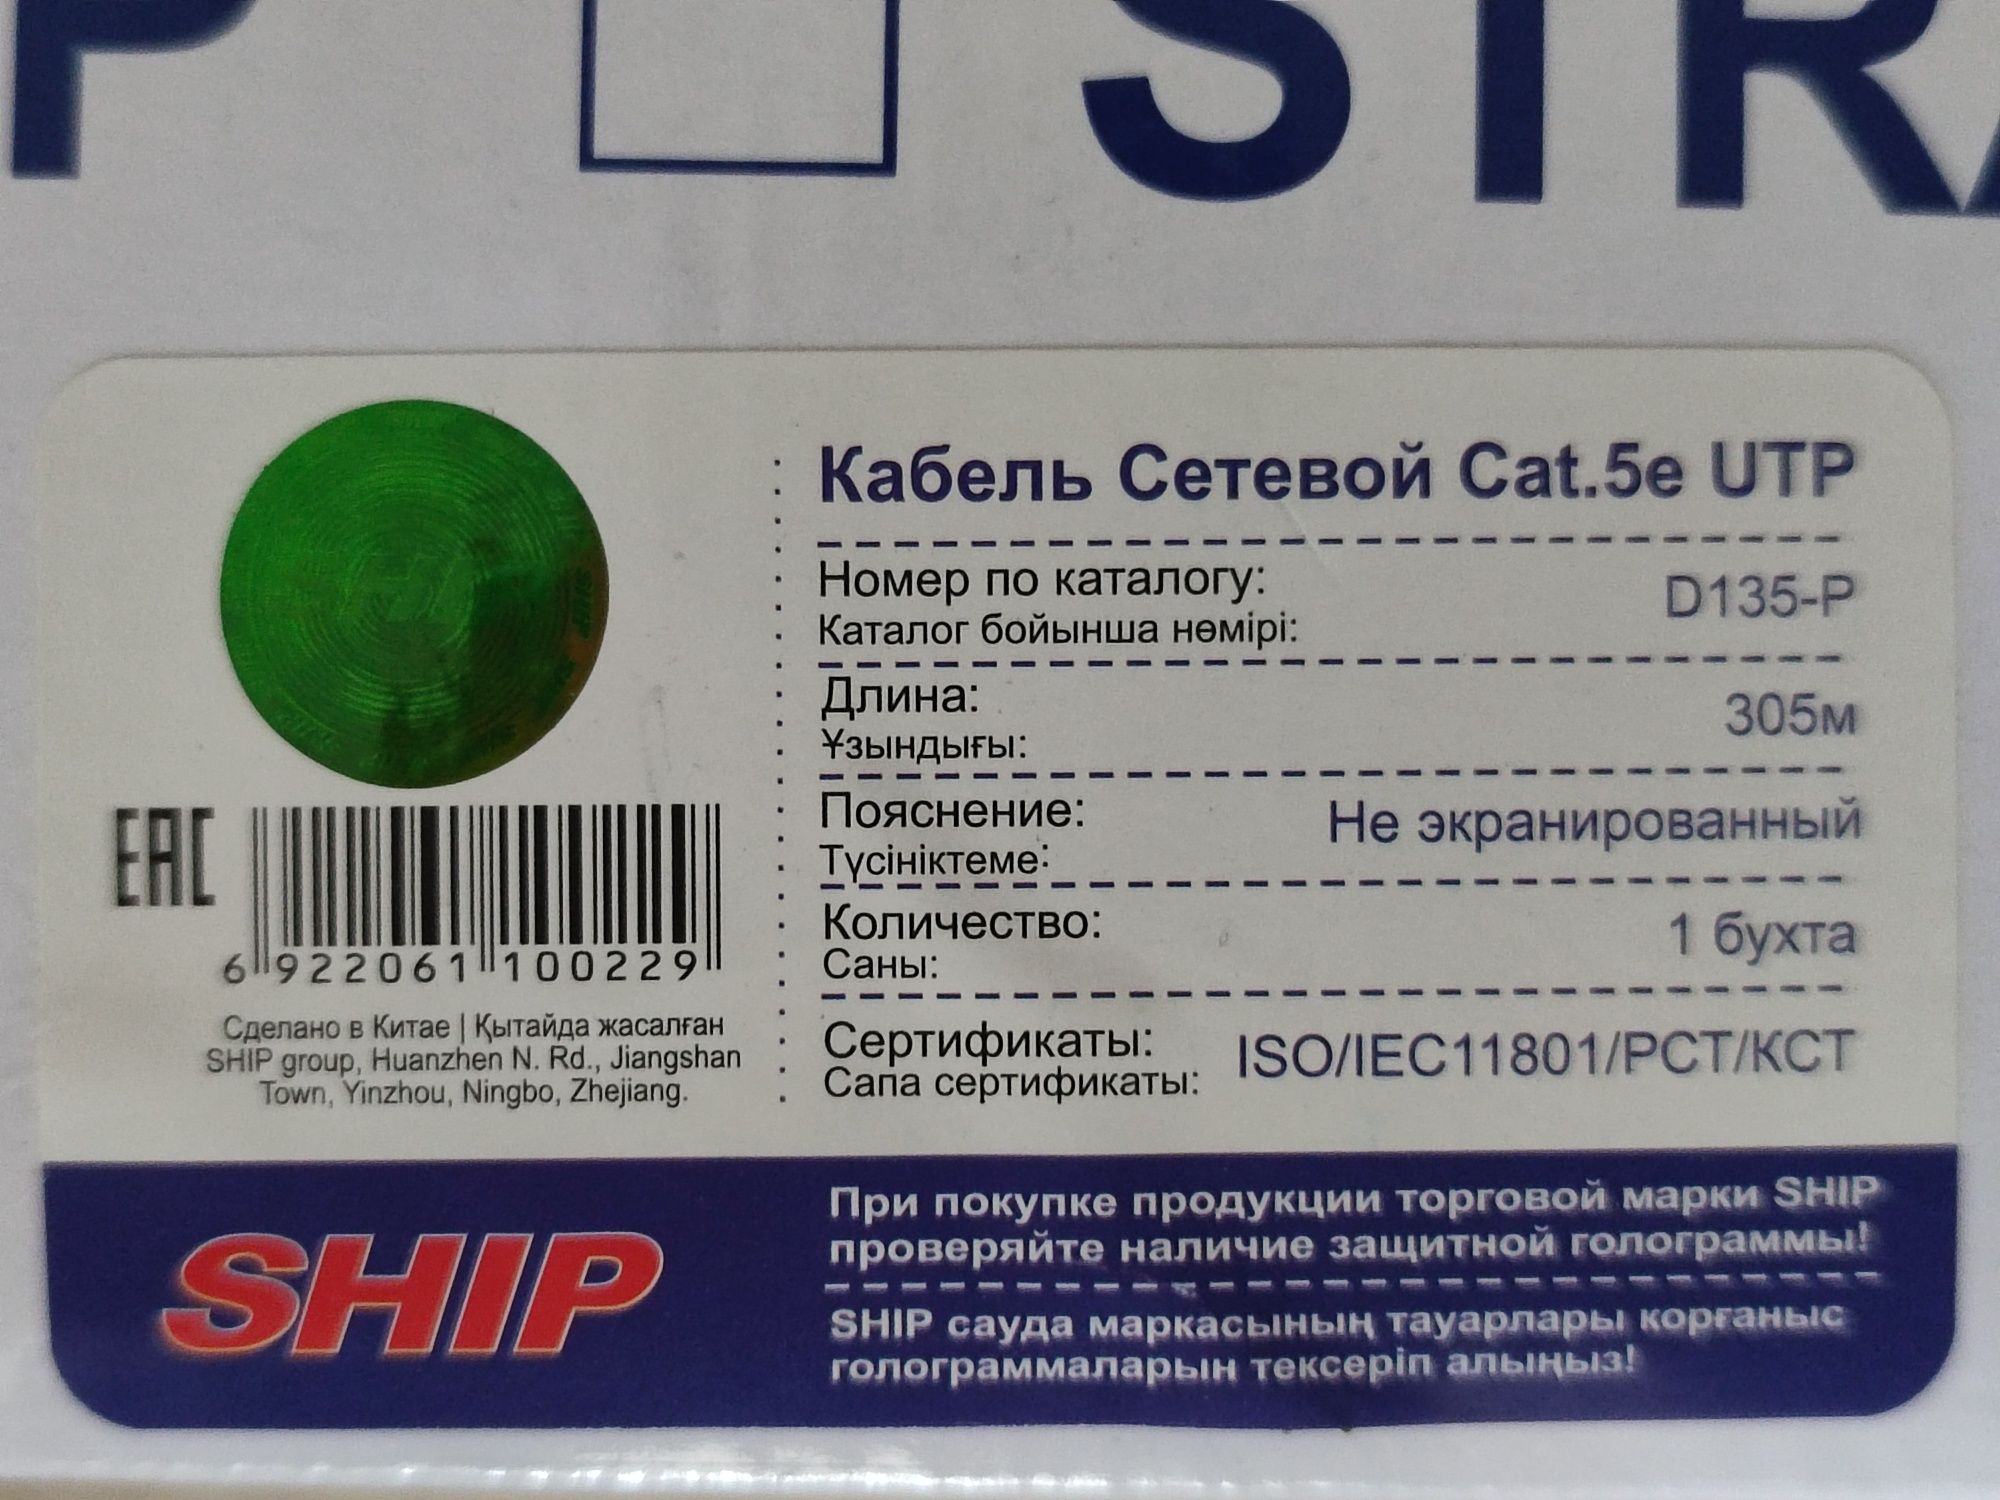 Кабель Сетевой Cat.5e UTP
Номер по каталогу:
Каталог бойынша нөмірі:
D135-P
Длина:
Ұзындығы:
305м
Пояснение:
Түсініктеме:
Не экранированный
Количество:
Саны:
1 бухта
Сертификаты:
Сапа сертификаты:
ISO/IEC11801/РСТ/КСТ
EAC
6 922061 100229
Сделано в Китае | Қытайда жасалған
SHIP group, Huanzhen N. Rd., Jiangshan
Town, Yinzhou, Ningbo, Zhejiang.
SHIP
При покупке продукции торговой марки SHIP
проверяйте наличие защитной голограммы!
SHIP сауда маркасының тауарлары корғаныс
голограммаларын тексеріп алыңыз!